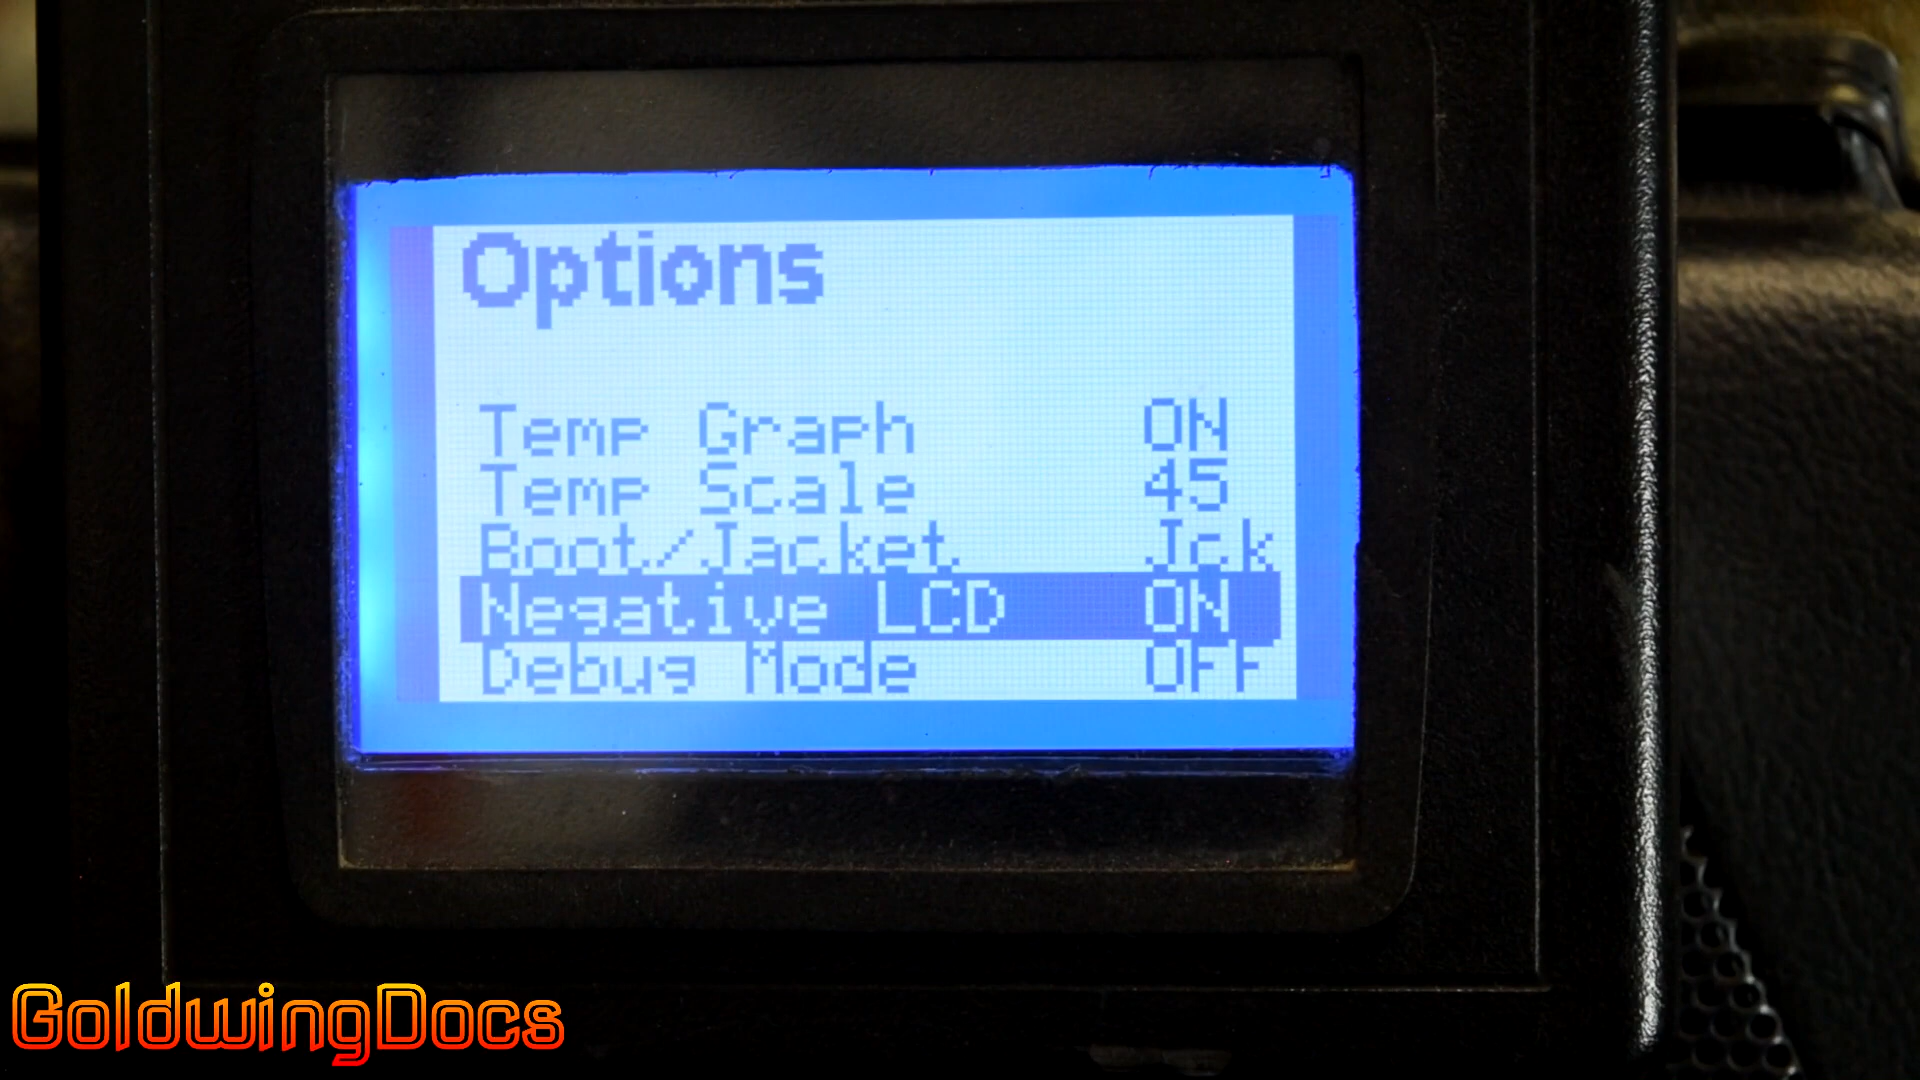 Options
Temp Graph ON
Temp Scale 45
Boot/Jacket Jck
Negative LCD ON
Debug Mode OFF
GoldwingDocs